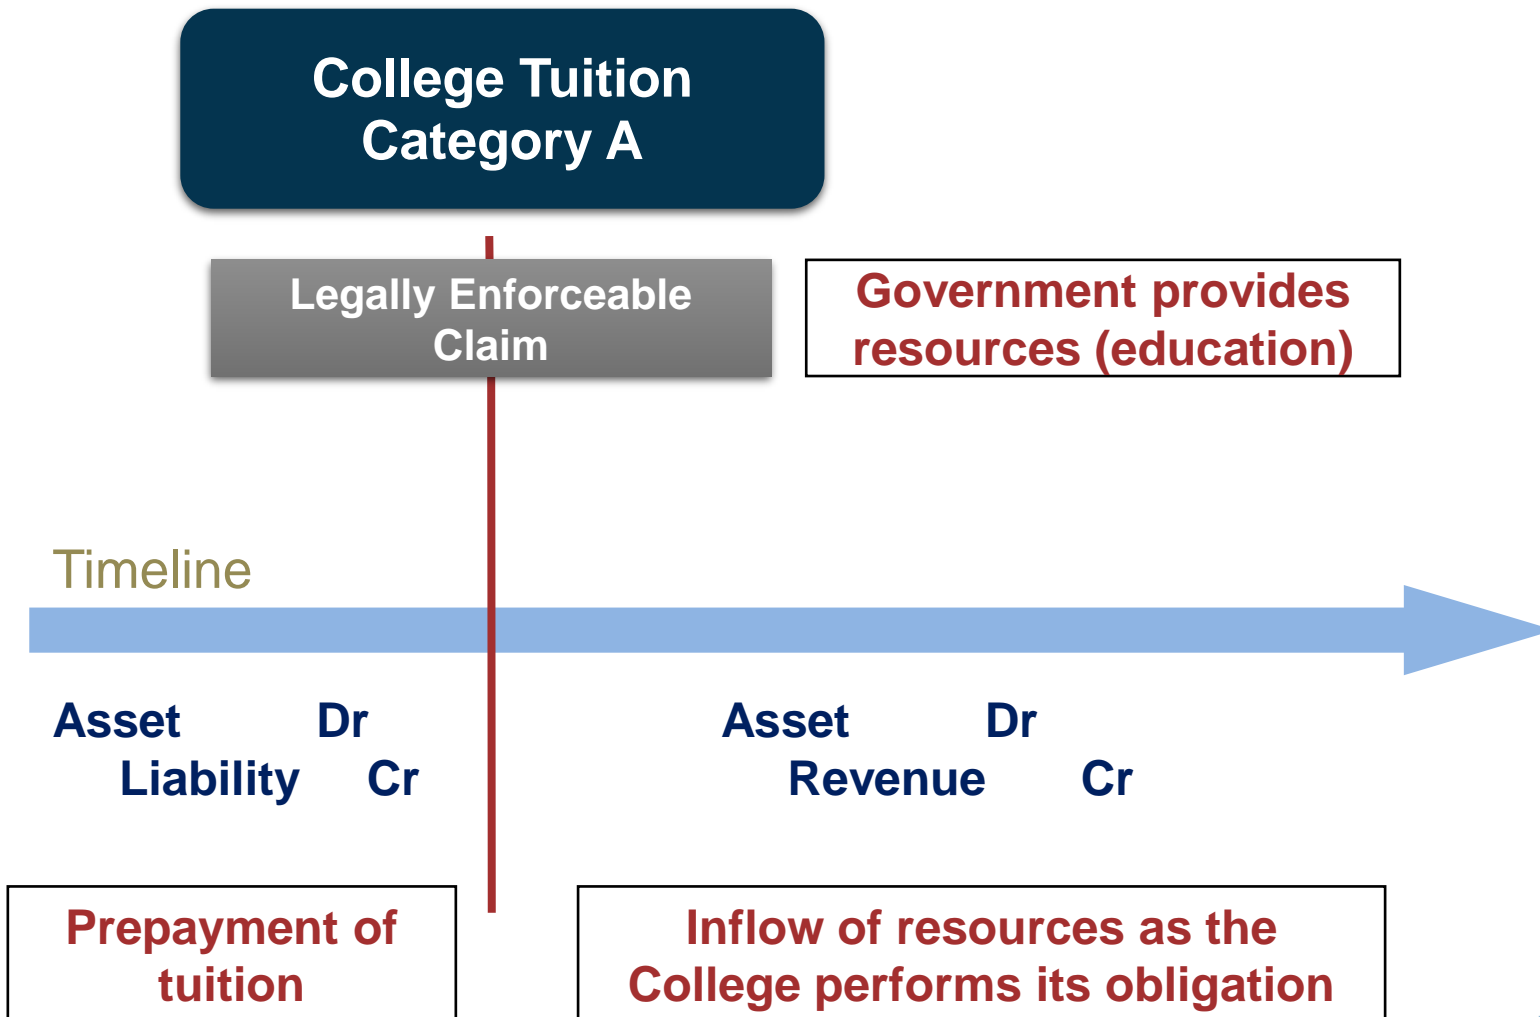 College Tuition
Category A
Legally Enforceable
Claim
Government provides
resources (education)
Timeline
Asset Dr
Liability Cr
Asset Dr
Revenue Cr
Prepayment of
tuition
Inflow of resources as the
College performs its obligation